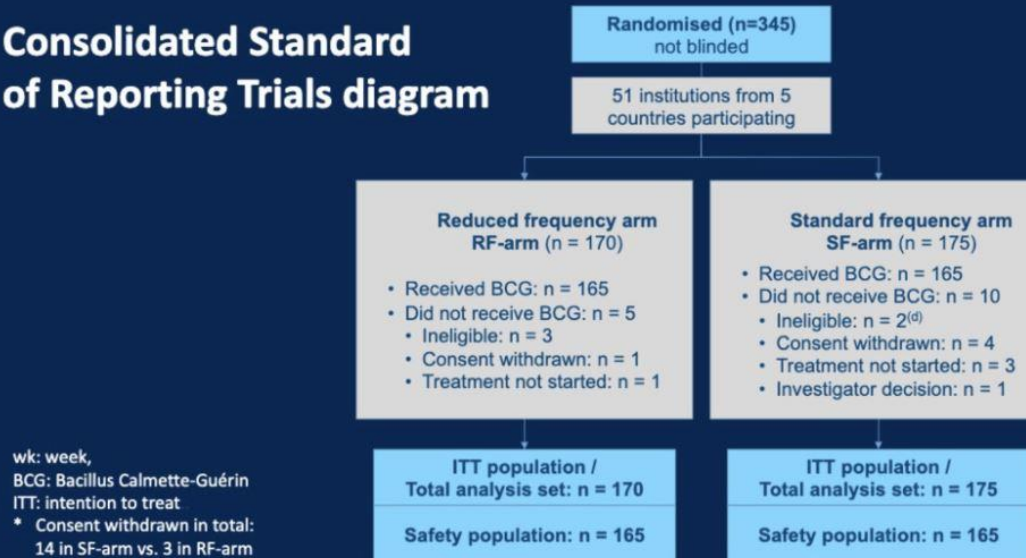 Consolidated Standard
of Reporting Trials diagram
Randomised (n=345)
not blinded
51 institutions from 5
countries participating
Reduced frequency arm
RF-arm (n = 170)
• Received BCG: n = 165
• Did not receive BCG: n = 5
• Ineligible: n = 3
• Consent withdrawn: n = 1
• Treatment not started: n = 1
Standard frequency arm
SF-arm (n = 175)
• Received BCG: n = 165
• Did not receive BCG: n = 10
• Ineligible: n = 2(d)
• Consent withdrawn: n = 4
• Treatment not started: n = 3
• Investigator decision: n = 1
ITT population /
Total analysis set: n = 170
Safety population: n = 165
ITT population /
Total analysis set: n = 175
Safety population: n = 165
wk: week,
BCG: Bacillus Calmette-Guérin
ITT: intention to treat
* Consent withdrawn in total:
14 in SF-arm vs. 3 in RF-arm